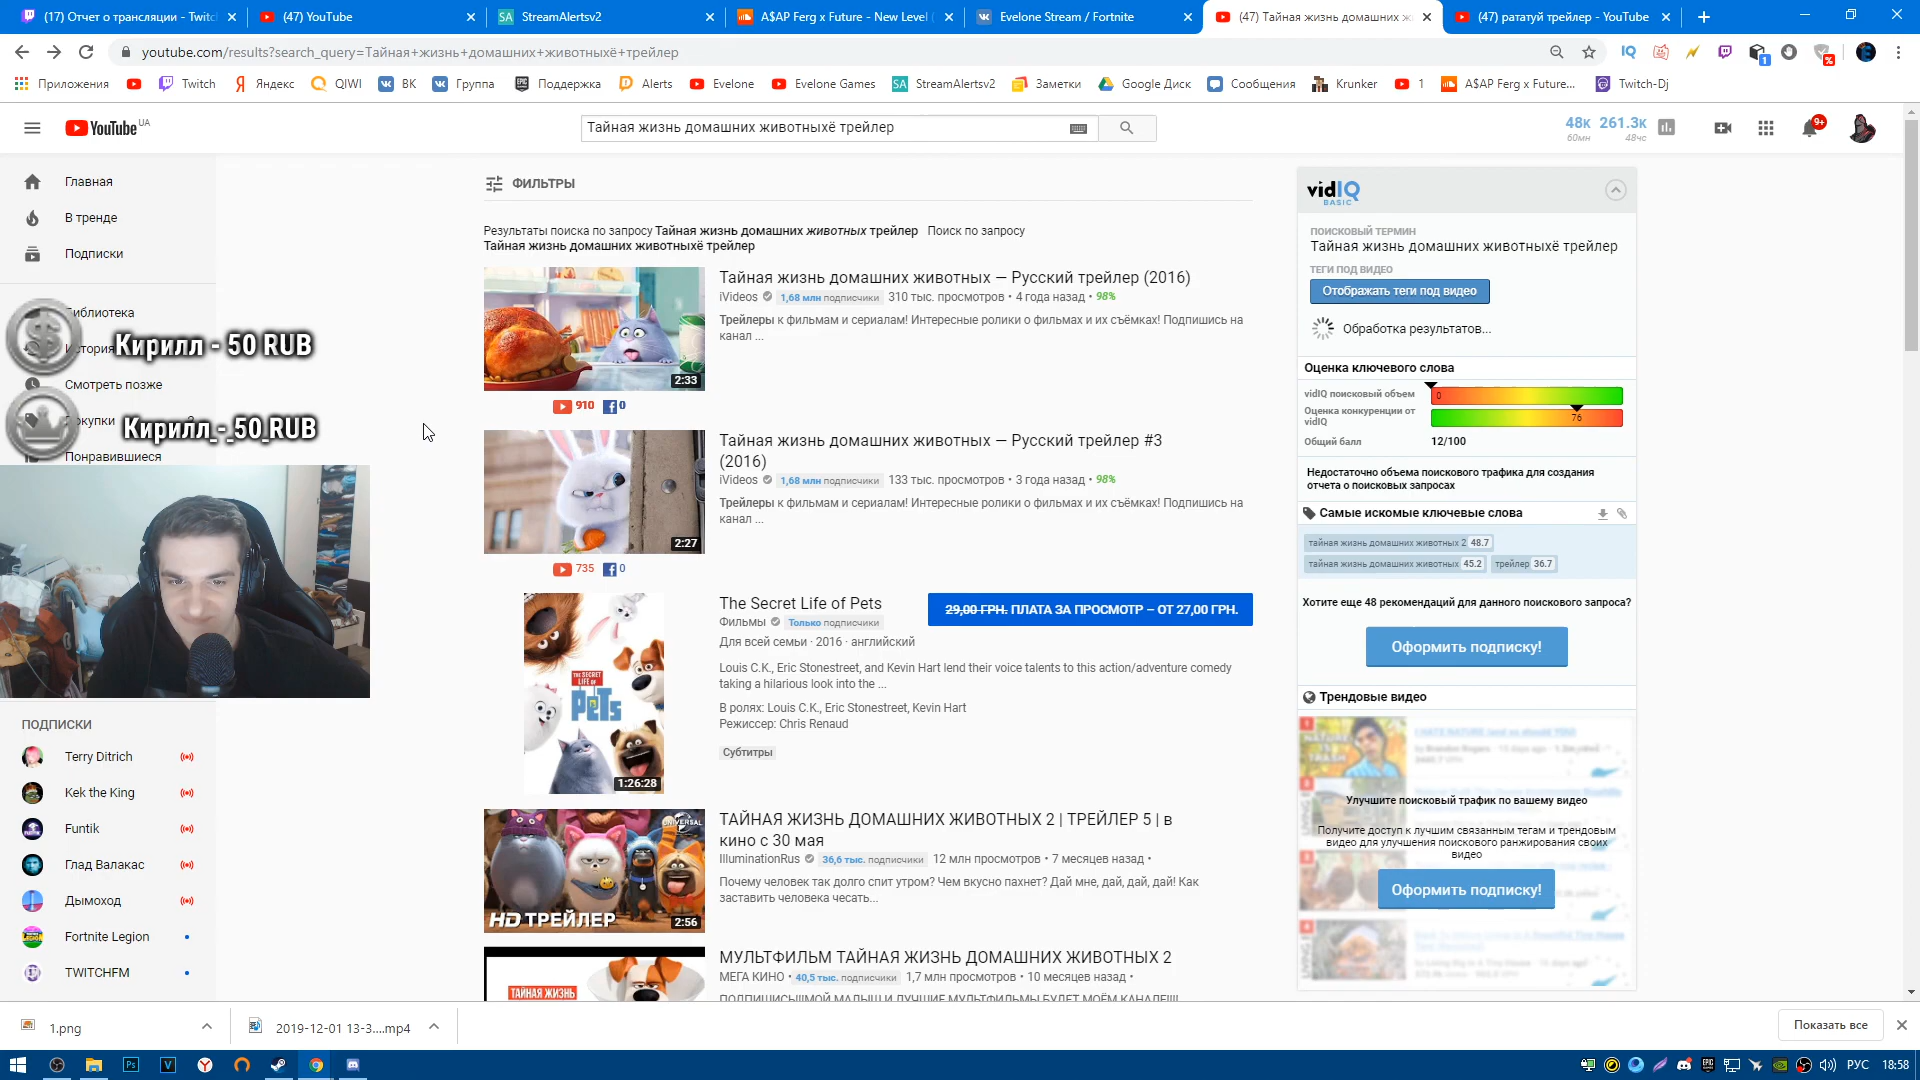 (17) Отчет о трансляции - Twitc
(47) YouTube
StreamAlertsv2
A$AP Ferg x Future - New Level (
Evelone Stream / Fortnite
(47) Тайная жизнь домашних ж
(47) рататуй трейлер - YouTube
youtube.com/results?search_query=Тайная+жизнь+домашних+животныхё+трейлер
Приложения
Twitch
Яндекс
QIWI
ВК
Группа
Поддержка
Alerts
Evelone
Evelone Games
StreamAlertsv2
Заметки
Google Диск
Сообщения
Krunker
1
A$AP Ferg x Future...
Twitch-Dj
YouTube UA
Тайная жизнь домашних животныхё трейлер
48K 261.3K
60мн 48чс
9+
Главная
В тренде
Подписки
История
Смотреть позже
Понравившиеся
Кирилл - 50 RUB
Кирилл - 50 RUB
ПОДПИСКИ
Terry Ditrich
Kek the King
Funtik
Глад Валакас
Дымоход
Fortnite Legion
TWITCHFM
ФИЛЬТРЫ
Результаты поиска по запросу Тайная жизнь домашних животных трейлер Поиск по запросу
Тайная жизнь домашних животныхё трейлер
2:33
Тайная жизнь домашних животных — Русский трейлер (2016)
iVideos 1,68 млн подписчики 310 тыс. просмотров • 4 года назад • 98%
Трейлеры к фильмам и сериалам! Интересные ролики о фильмах и их съёмках! Подпишись на
канал ...
910 0
2:27
Тайная жизнь домашних животных — Русский трейлер #3
(2016)
iVideos 1,68 млн подписчики 133 тыс. просмотров • 3 года назад • 98%
Трейлеры к фильмам и сериалам! Интересные ролики о фильмах и их съёмках! Подпишись на
канал ...
735 0
THE SECRET LIFE OF
PETS
1:26:28
The Secret Life of Pets
29,00 ГРН. ПЛАТА ЗА ПРОСМОТР – ОТ 27,00 ГРН.
Фильмы Только подписчики
Для всей семьи · 2016 · английский
Louis C.K., Eric Stonestreet, and Kevin Hart lend their voice talents to this action/adventure comedy
taking a hilarious look into the ...
В ролях: Louis C.K., Eric Stonestreet, Kevin Hart
Режиссер: Chris Renaud
Субтитры
UNIVERSAL
HD ТРЕЙЛЕР
2:56
ТАЙНАЯ ЖИЗНЬ ДОМАШНИХ ЖИВОТНЫХ 2 | ТРЕЙЛЕР 5 | в
кино с 30 мая
IlluminationRus 36,6 тыс. подписчики 12 млн просмотров • 7 месяцев назад •
Почему человек так долго спит утром? Чем вкусно пахнет? Дай мне, дай, дай, дай! Как
заставить человека чесать...
ТАЙНАЯ ЖИЗНЬ
МУЛЬТФИЛЬМ ТАЙНАЯ ЖИЗНЬ ДОМАШНИХ ЖИВОТНЫХ 2
МЕГА КИНО • 40,5 тыс. подписчики 1,7 млн просмотров • 10 месяцев назад •
vidIQ
BASIC
ПОИСКОВЫЙ ТЕРМИН
Тайная жизнь домашних животныхё трейлер
ТЕГИ ПОД ВИДЕО
Отображать теги под видео
Обработка результатов...
Оценка ключевого слова
vidIQ поисковый объем
0
Оценка конкуренции от
vidIQ
76
Общий балл 12/100
Недостаточно объема поискового трафика для создания
отчета о поисковых запросах
Самые искомые ключевые слова
тайная жизнь домашних животных 2 48.7
тайная жизнь домашних животных 45.2 трейлер 36.7
Хотите еще 48 рекомендаций для данного поискового запроса?
Оформить подписку!
Трендовые видео
Улучшите поисковый трафик по вашему видео
Получите доступ к лучшим связанным тегам и трендовым
видео для улучшения поискового ранжирования своих
видео
Оформить подписку!
1.png
2019-12-01 13-3....mp4
Показать все
РУС
18:58